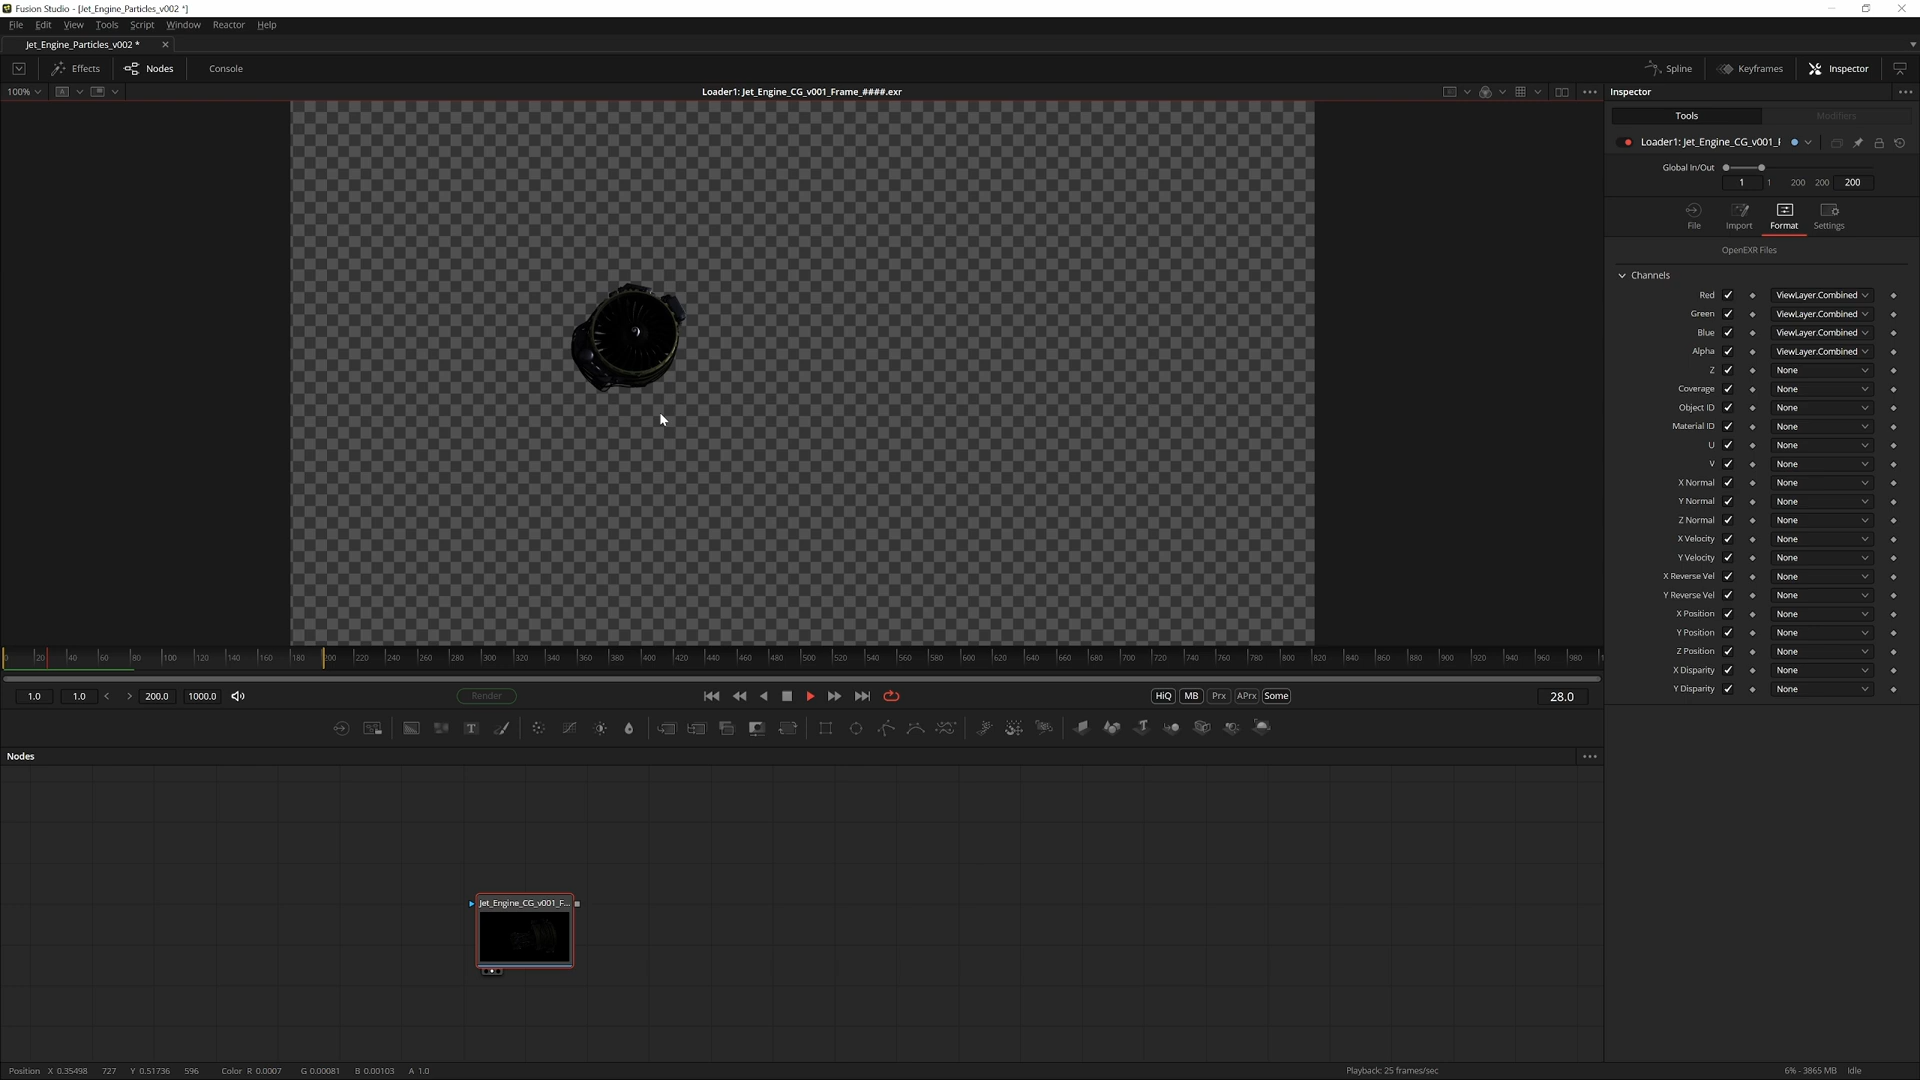 Fusion Studio - [Jet_Engine_Particles_v002 *]
File Edit View Tools Script Window Reactor Help
Jet_Engine_Particles_v002 *
Effects Nodes Console Spline Keyframes Inspector
100% A Loader1: Jet_Engine_CG_v001_Frame_####.exr
Inspector
Tools Modifiers
Loader1: Jet_Engine_CG_v001_F
Global In/Out
1 1 200 200 200
File Import Format Settings
OpenEXR Files
Channels
Red ViewLayer.Combined
Green ViewLayer.Combined
Blue ViewLayer.Combined
Alpha ViewLayer.Combined
Z None
Coverage None
Object ID None
Material ID None
U None
V None
X Normal None
Y Normal None
Z Normal None
X Velocity None
Y Velocity None
X Reverse Vel None
Y Reverse Vel None
X Position None
Y Position None
Z Position None
X Disparity None
Y Disparity None
0 20 40 60 80 100 120 140 160 180 200 220 240 260 280 300 320 340 360 380 400 420 440 460 480 500 520 540 560 580 600 620 640 660 680 700 720 740 760 780 800 820 840 860 880 900 920 940 960 980
1.0 1.0 200.0 1000.0 Render HiQ MB Prx APrx Some 28.0
Nodes
Jet_Engine_CG_v001_F...
Position X 0.35498 727 Y 0.51736 596 Color R 0.0007 G 0.00081 B 0.00103 A 1.0 Playback: 25 frames/sec 6% - 3865 MB Idle